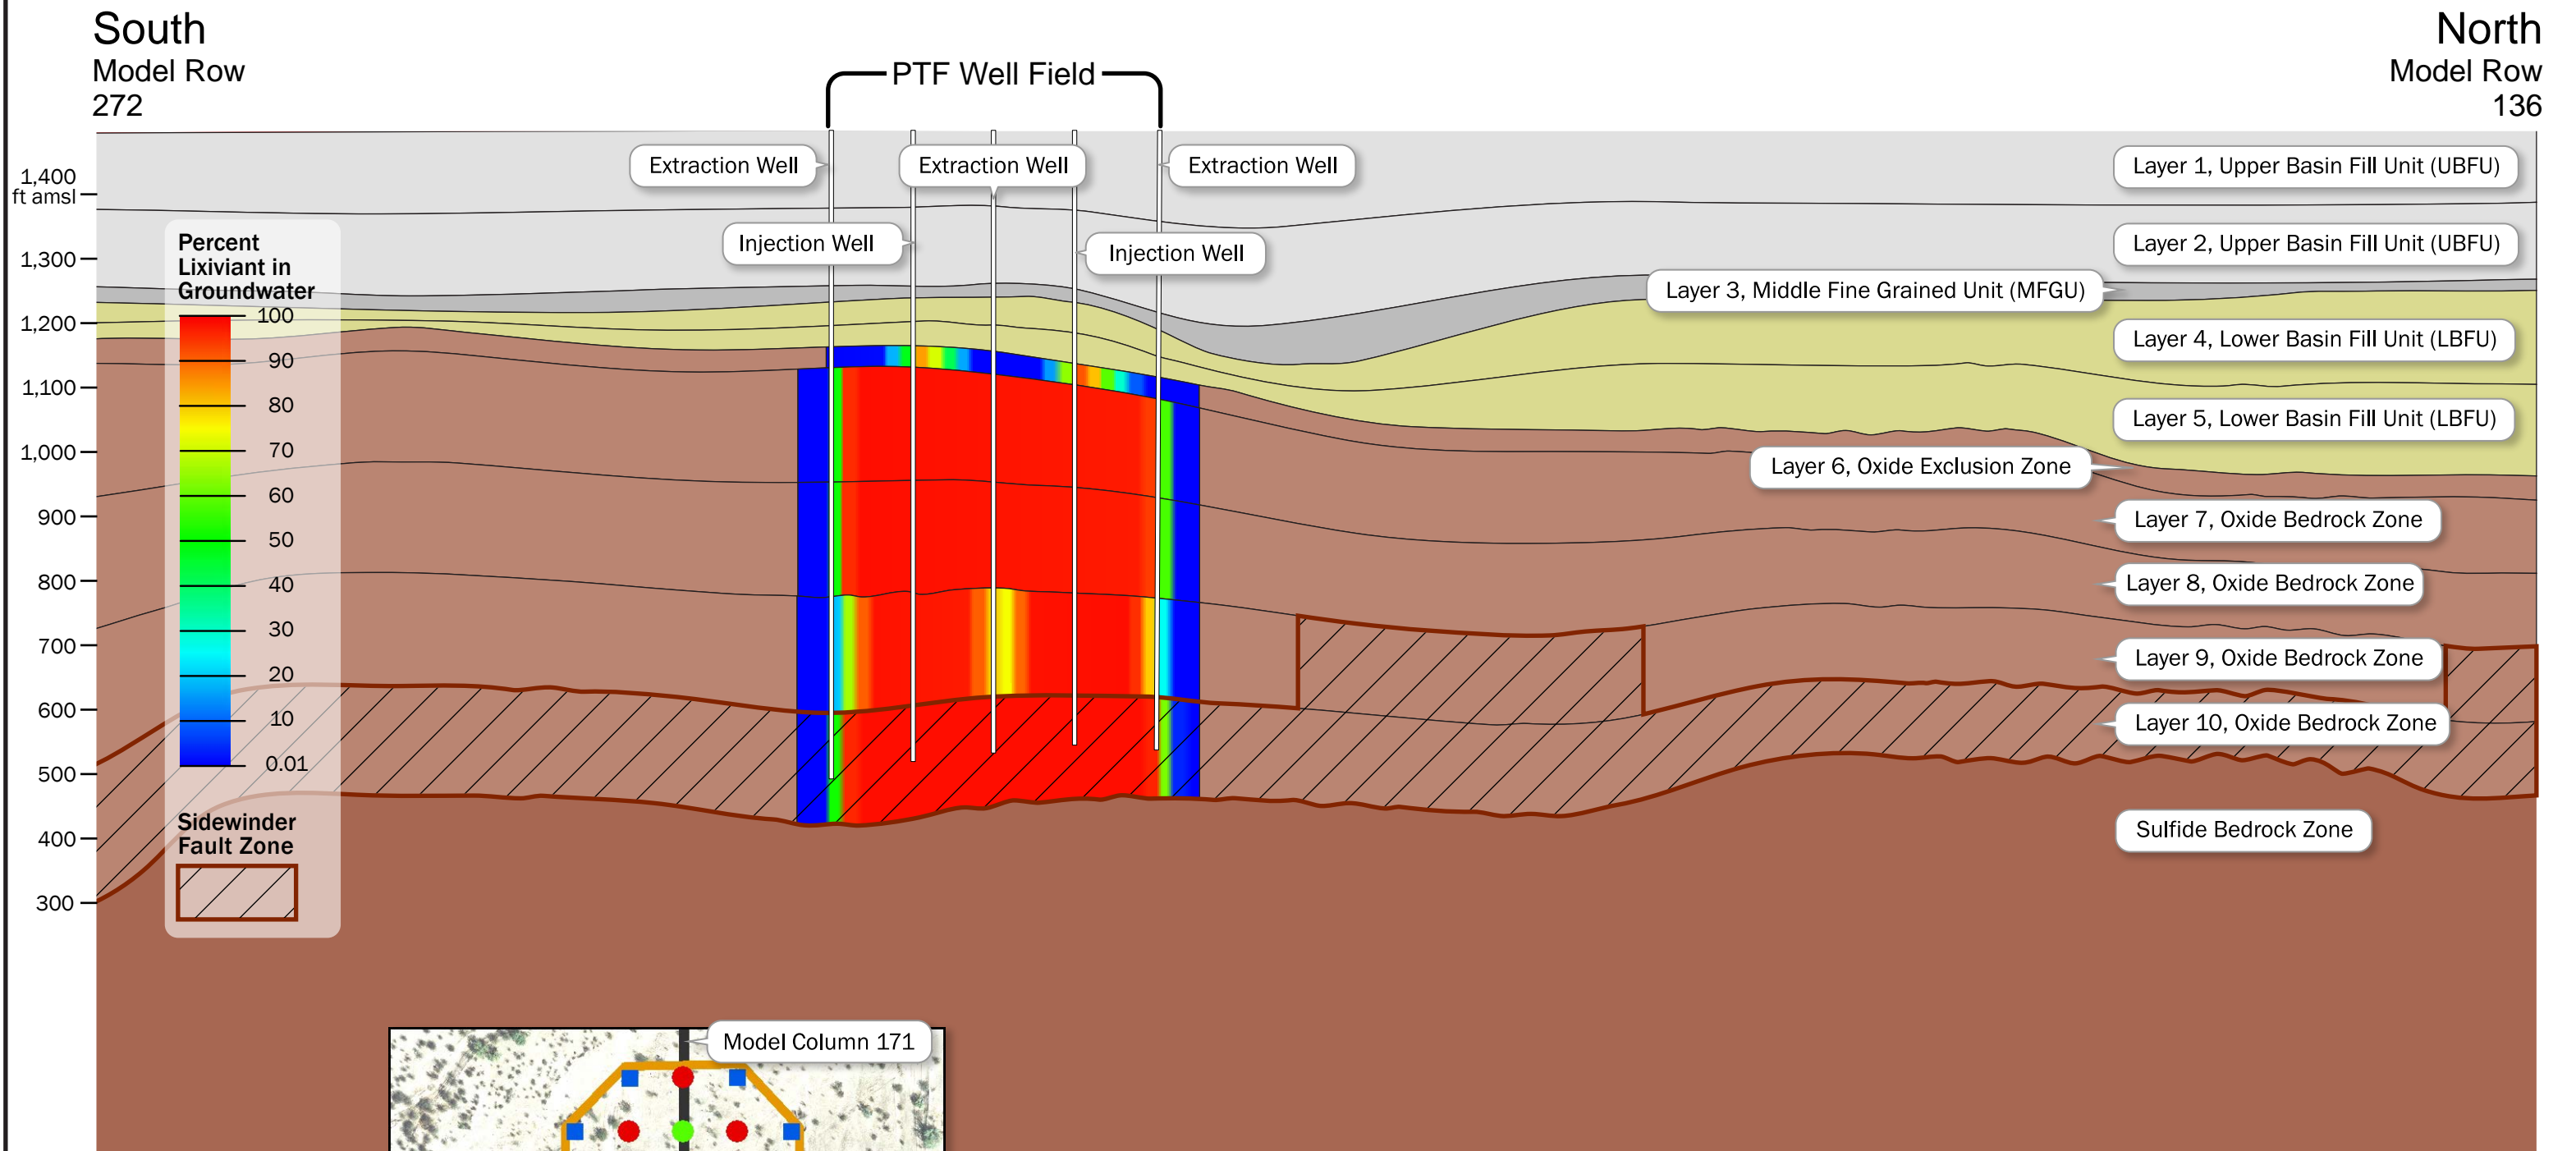 South
Model Row
272
North
Model Row
136
PTF Well Field
Extraction Well
Extraction Well
Extraction Well
Injection Well
Injection Well
Layer 1, Upper Basin Fill Unit (UBFU)
Layer 2, Upper Basin Fill Unit (UBFU)
Layer 3, Middle Fine Grained Unit (MFGU)
Layer 4, Lower Basin Fill Unit (LBFU)
Layer 5, Lower Basin Fill Unit (LBFU)
Layer 6, Oxide Exclusion Zone
Layer 7, Oxide Bedrock Zone
Layer 8, Oxide Bedrock Zone
Layer 9, Oxide Bedrock Zone
Layer 10, Oxide Bedrock Zone
Sulfide Bedrock Zone
1,400
ft amsl
1,300
1,200
1,100
1,000
900
800
700
600
500
400
300
Percent
Lixiviant in
Groundwater
100
90
80
70
60
50
40
30
20
10
0.01
Sidewinder
Fault Zone
Model Column 171